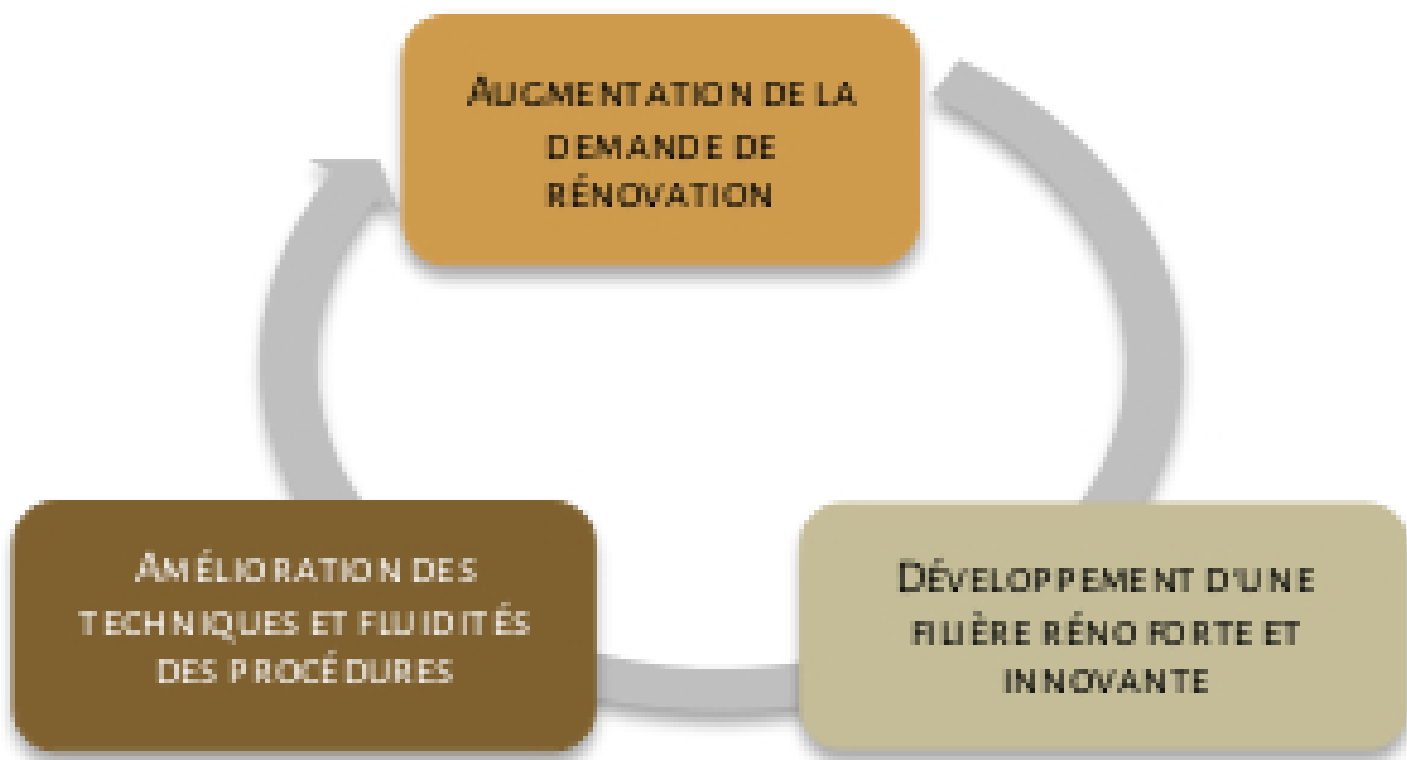 AUGMENTATION DE LA
DEMANDE DE
RÉNOVATION
AMÉLIORATION DES
TECHNIQUES ET FLUIDITÉS
DES PROCÉDURES
DÉVELOPPEMENT D'UNE
FILIÈRE RÉNO FORTE ET
INNOVANTE